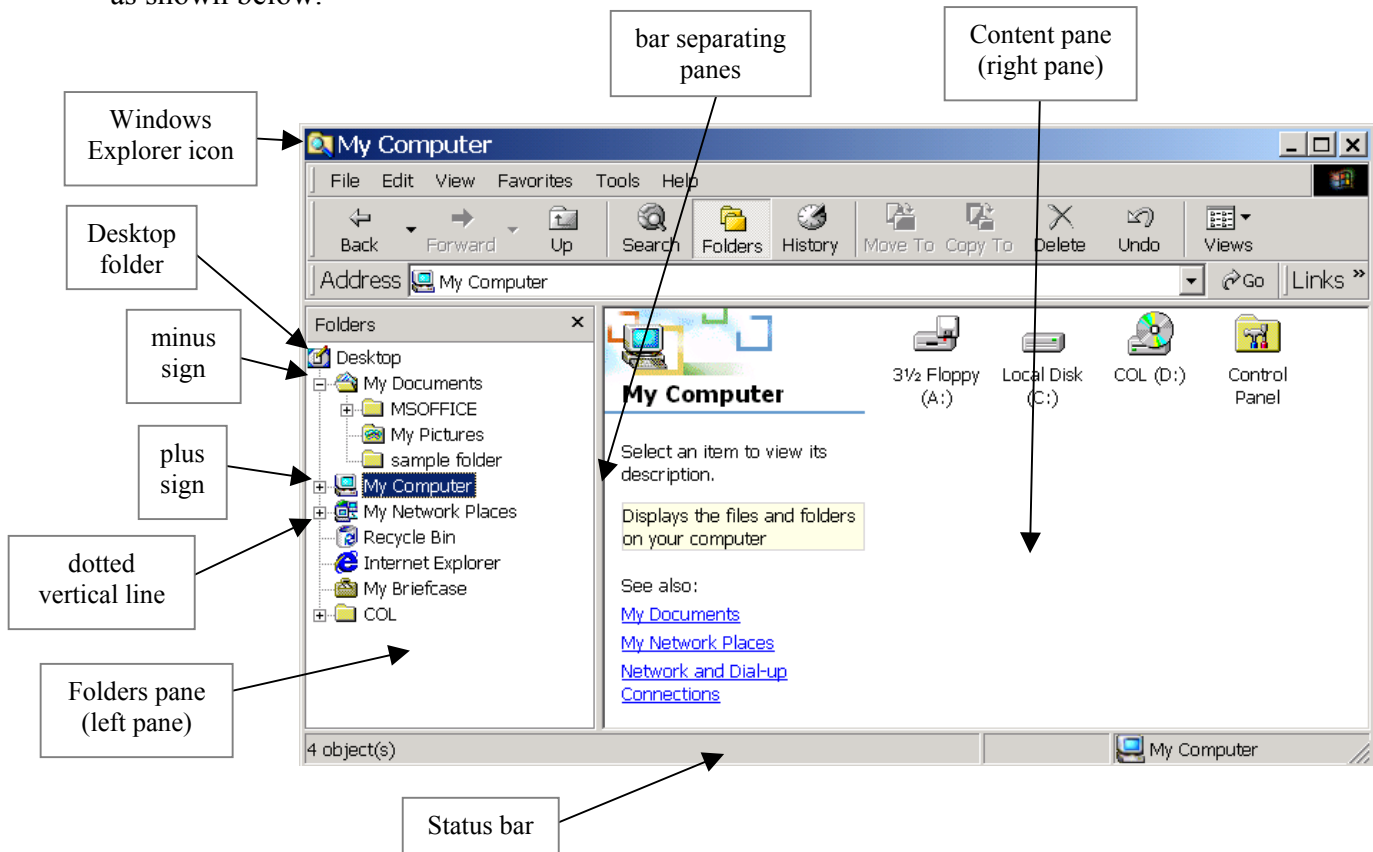 as shown below:
bar separating
panes
Content pane
(right pane)
Windows
Explorer icon
My Computer
File Edit View Favorites Tools Help
Back Forward Up Search Folders History Move To Copy To Delete Undo Views
Address My Computer Go Links »
Desktop
folder
minus
sign
plus
sign
dotted
vertical line
Folders pane
(left pane)
Folders
Desktop
My Documents
MSOFFICE
My Pictures
sample folder
My Computer
My Network Places
Recycle Bin
Internet Explorer
My Briefcase
COL
My Computer
Select an item to view its
description.
Displays the files and folders
on your computer
See also:
My Documents
My Network Places
Network and Dial-up
Connections
3½ Floppy
(A:)
Local Disk
(C:)
COL (D:)
Control
Panel
4 object(s) My Computer
Status bar